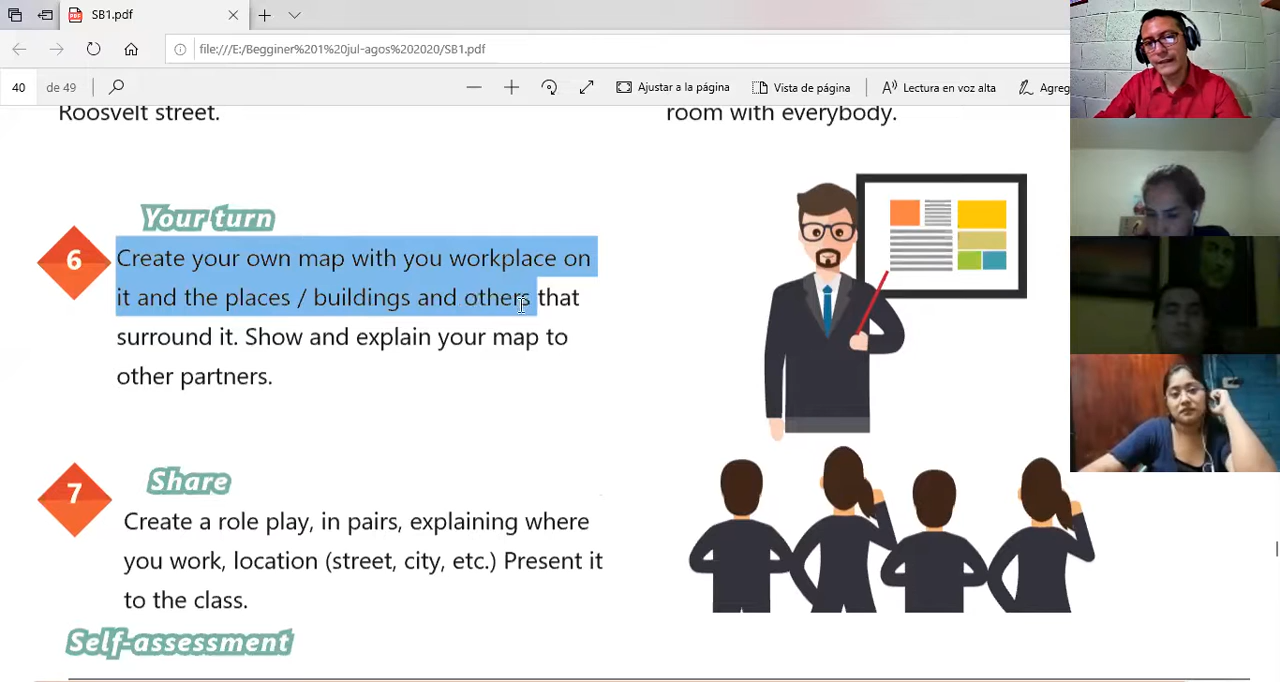 SB1.pdf
file:///E:/Begginer%201%20jul-agos%202020/SB1.pdf
40 de 49 Ajustar a la página Vista de página Lectura en voz alta Agreg
Roosvelt street.
room with everybody.
Your turn
6
Create your own map with you workplace on
it and the places / buildings and others that
surround it. Show and explain your map to
other partners.
Share
7
Create a role play, in pairs, explaining where
you work, location (street, city, etc.) Present it
to the class.
Self-assessment